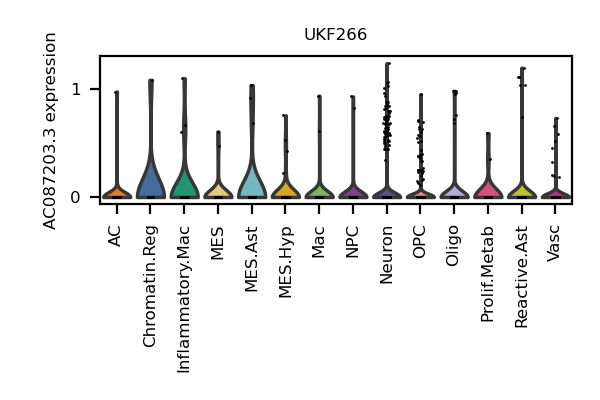 UKF266
AC087203.3 expression
1
0
AC
Chromatin.Reg
Inflammatory.Mac
MES
MES.Ast
MES.Hyp
Mac
NPC
Neuron
OPC
Oligo
Prolif.Metab
Reactive.Ast
Vasc